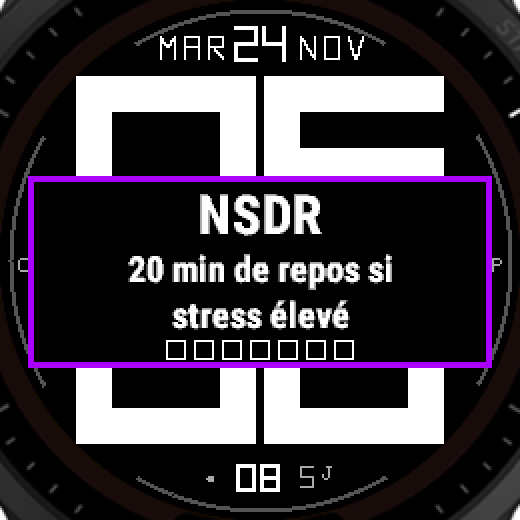 MAR 24 NOV
C
P
NSDR
20 min de repos si
stress élevé
08 5J